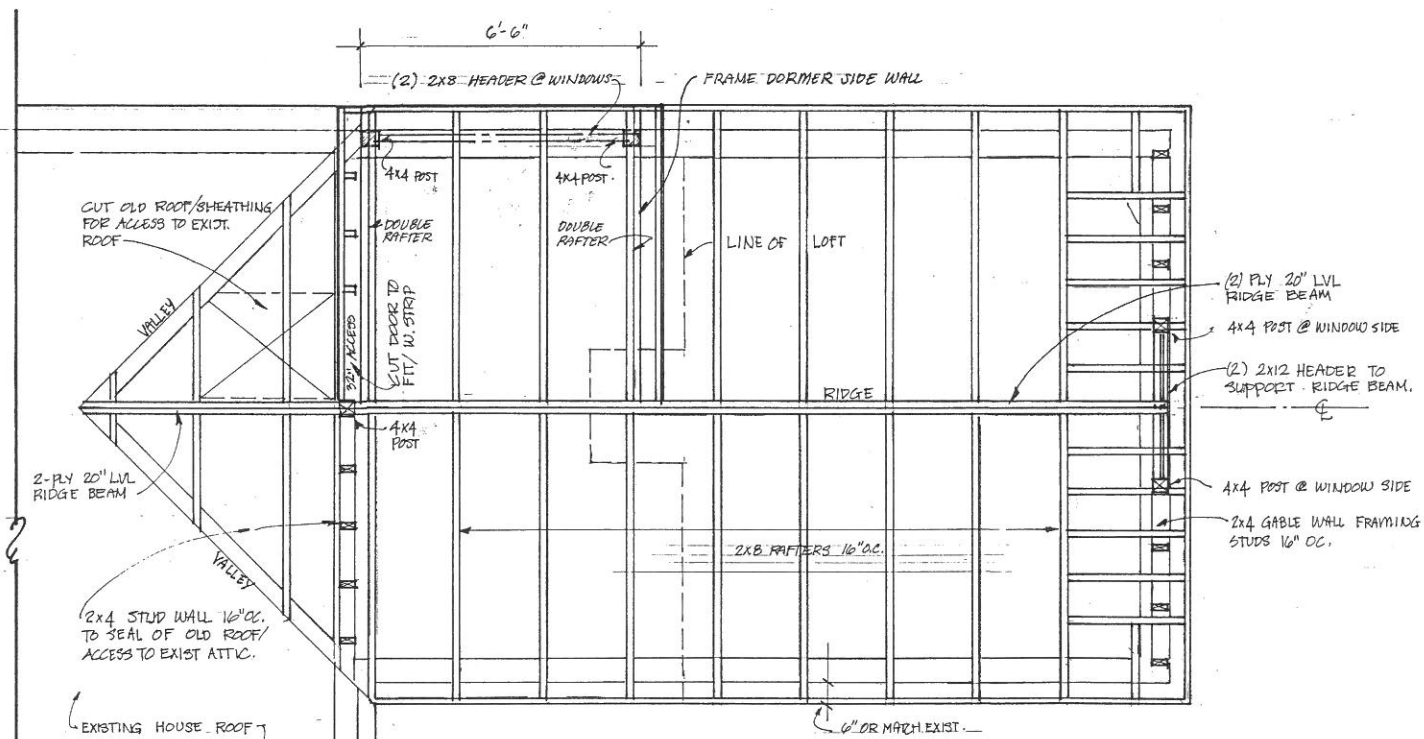 6'-6"
(2) 2X8 HEADER @ WINDOWS
FRAME DORMER SIDE WALL
4X4 POST
4X4 POST.
CUT OLD ROOF/SHEATHING
FOR ACCESS TO EXIST.
ROOF
DOUBLE
RAFTER
DOUBLE
RAFTER
LINE OF LOFT
(2) PLY 20" LVL
RIDGE BEAM
VALLEY
32" ACCESS
CUT DOOR TO
FIT/ W. STRIP
4X4 POST @ WINDOW SIDE
(2) 2X12 HEADER TO
SUPPORT RIDGE BEAM.
RIDGE
CL
4X4
POST
2-PLY 20" LVL
RIDGE BEAM
4X4 POST @ WINDOW SIDE
2X4 GABLE WALL FRAMING
STUDS 16" OC.
2X8 RAFTERS 16" O.C.
VALLEY
2X4 STUD WALL 16" OC.
TO SEAL OF OLD ROOF/
ACCESS TO EXIST ATTIC.
EXISTING HOUSE ROOF
6" OR MATCH EXIST.